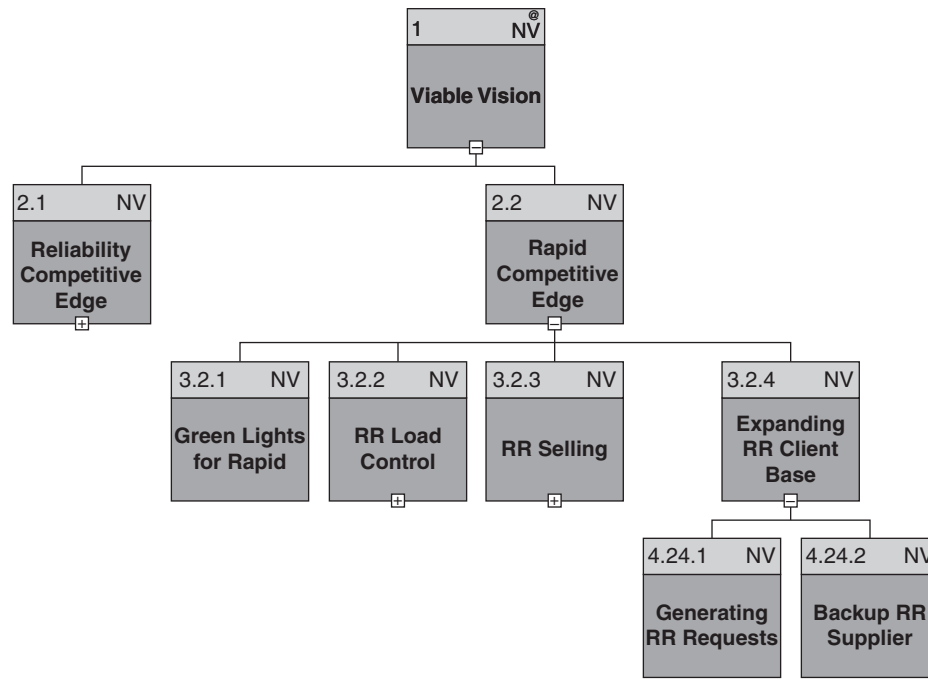 1 NV@
Viable Vision
−
2.1 NV
Reliability
Competitive
Edge
+
2.2 NV
Rapid
Competitive
Edge
−
3.2.1 NV
Green Lights
for Rapid
3.2.2 NV
RR Load
Control
+
3.2.3 NV
RR Selling
+
3.2.4 NV
Expanding
RR Client
Base
−
4.24.1 NV
Generating
RR Requests
4.24.2 NV
Backup RR
Supplier